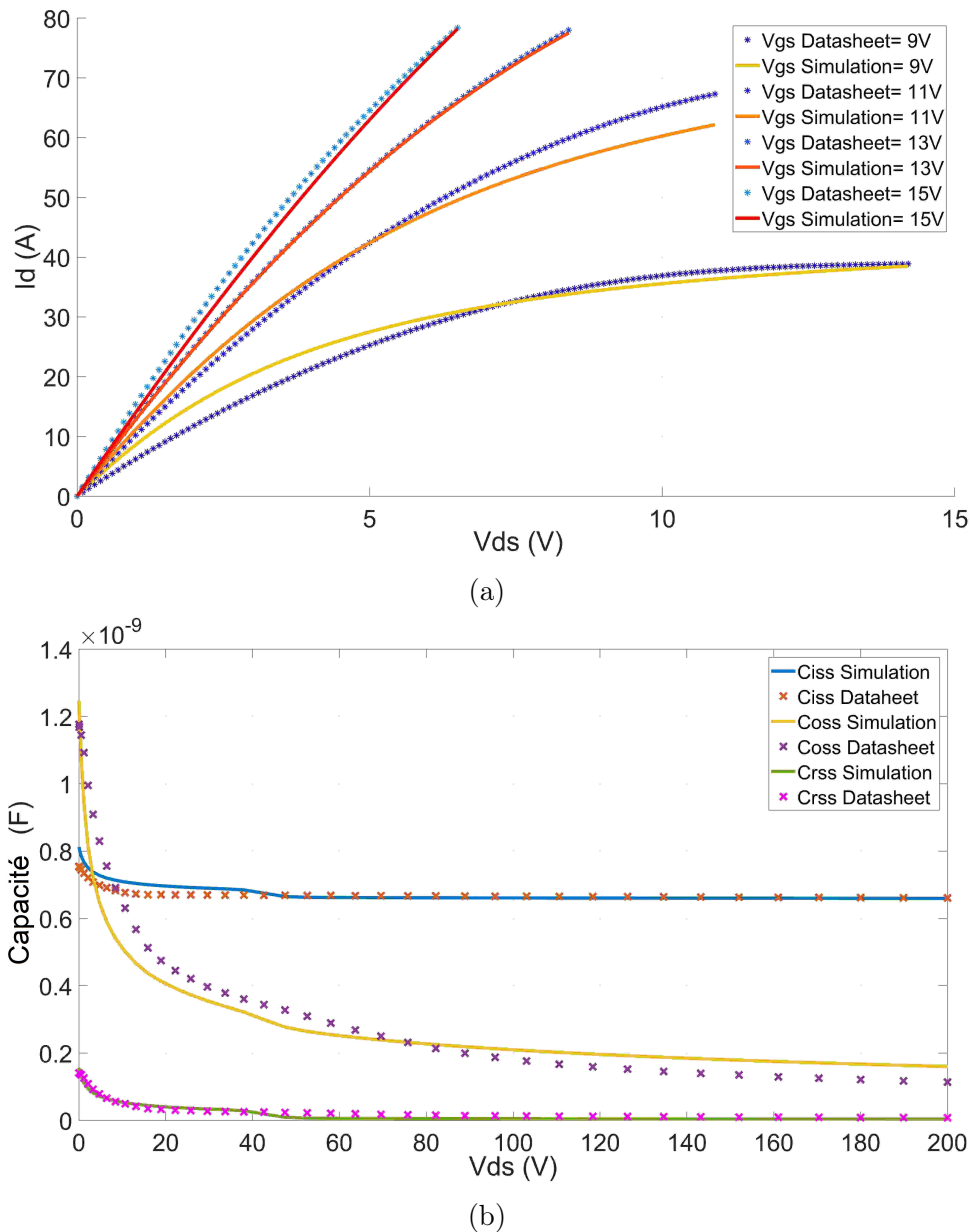 80
70
60
50
40
30
20
10
0
Id (A)
Vgs Datasheet= 9V
Vgs Simulation= 9V
Vgs Datasheet= 11V
Vgs Simulation= 11V
Vgs Datasheet= 13V
Vgs Simulation= 13V
Vgs Datasheet= 15V
Vgs Simulation= 15V
0 5 10 15
Vds (V)
(a)
×10-9
1.4
1.2
1
0.8
0.6
0.4
0.2
0
Capacité (F)
Ciss Simulation
Ciss Dataheet
Coss Simulation
Coss Datasheet
Crss Simulation
Crss Datasheet
0 20 40 60 80 100 120 140 160 180 200
Vds (V)
(b)